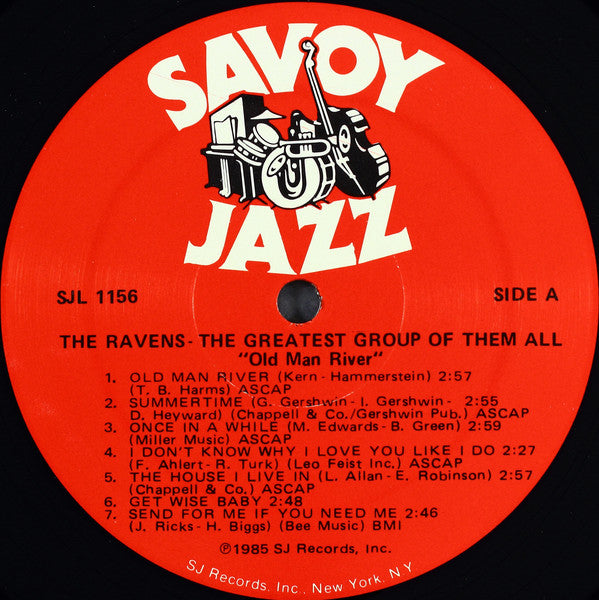 SAVOY
JAZZ
SJL 1156
SIDE A
THE RAVENS - THE GREATEST GROUP OF THEM ALL
"Old Man River"
1. OLD MAN RIVER (Kern - Hammerstein) 2:57
(T. B. Harms) ASCAP
2. SUMMERTIME (G. Gershwin - I. Gershwin - 2:55
D. Heyward) (Chappell & Co./Gershwin Pub.) ASCAP
3. ONCE IN A WHILE (M. Edwards - B. Green) 2:59
(Miller Music) ASCAP
4. I DON'T KNOW WHY I LOVE YOU LIKE I DO 2:27
(F. Ahlert - R. Turk) (Leo Feist Inc.) ASCAP
5. THE HOUSE I LIVE IN (L. Allan - E. Robinson) 2:57
(Chappell & Co.) ASCAP
6. GET WISE BABY 2:48
7. SEND FOR ME IF YOU NEED ME 2:46
(J. Ricks - H. Biggs) (Bee Music) BMI
℗1985 SJ Records, Inc.
SJ Records, Inc., New York, N.Y